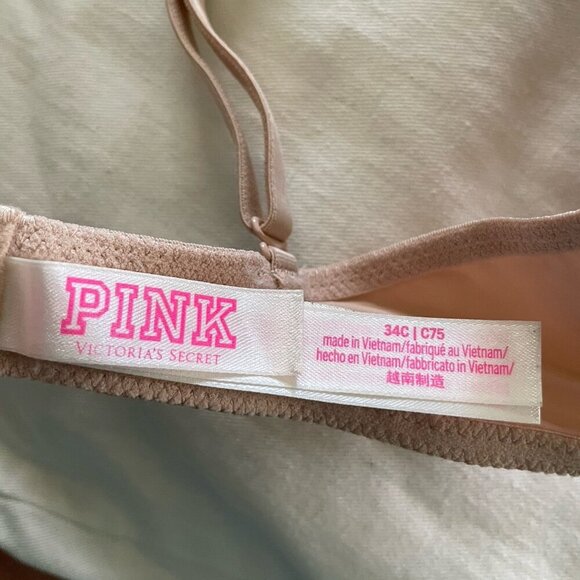 PINK
VICTORIA'S SECRET
34C | C75
made in Vietnam/fabriqué au Vietnam/
hecho en Vietnam/fabbricato in Vietnam/
越南制造